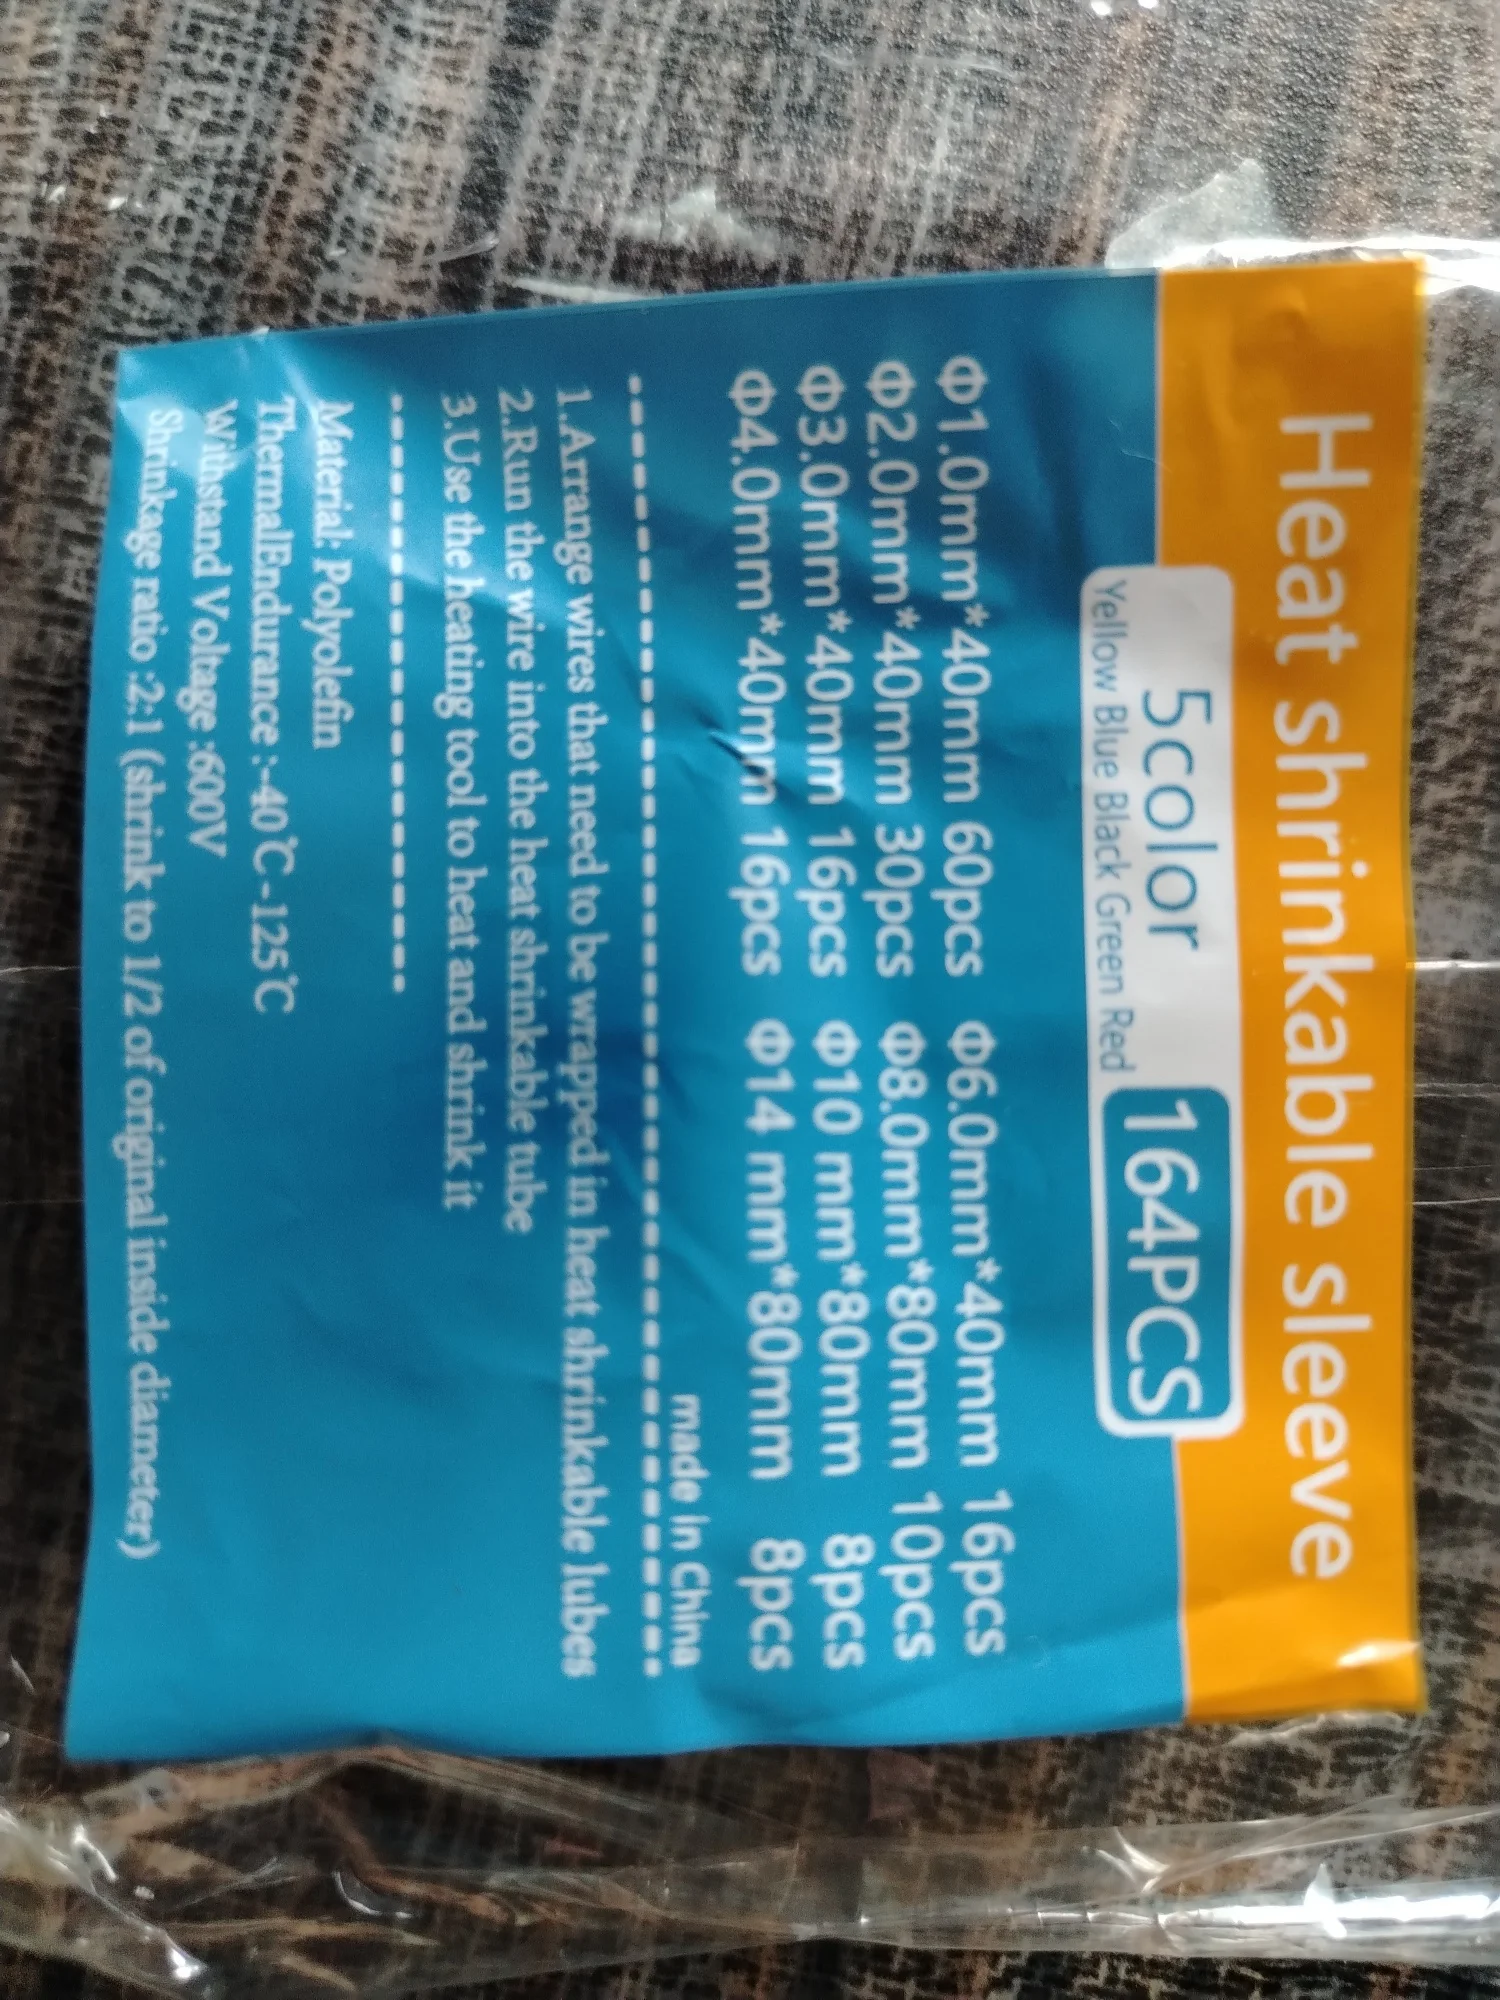 Heat shrinkable sleeve
5color
Yellow Blue Black Green Red
164PCS
Φ1.0mm*40mm 60pcs Φ6.0mm*40mm 16pcs
Φ2.0mm*40mm 30pcs Φ8.0mm*80mm 10pcs
Φ3.0mm*40mm 16pcs Φ10 mm*80mm 8pcs
Φ4.0mm*40mm 16pcs Φ14 mm*80mm 8pcs
made in China
1.Arrange wires that need to be wrapped in heat shrinkable lubes
2.Run the wire into the heat shrinkable tube
3.Use the heating tool to heat and shrink it
Material: Polyolefin
ThermalEndurance :-40℃-125℃
Withstand Voltage :600V
Shrinkage ratio :2:1 (shrink to 1/2 of original inside diameter)